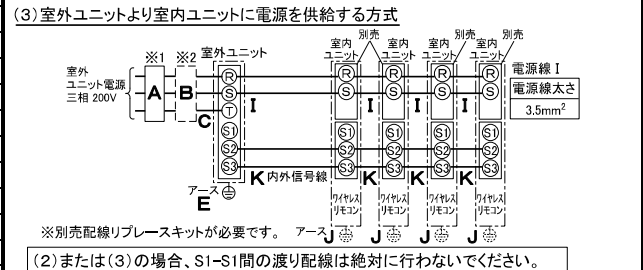 (3)室外ユニットより室内ユニットに電源を供給する方式
※1 ※2 室外ユニット
室内ユニット 別売 室内ユニット 室内ユニット 別売 室内ユニット 別売
室外
ユニット電源
三相 200V
A B C
R R R R R
S S S S S
T
I I I I
電源線 I
電源線太さ
3.5mm²
S1 S1 S1 S1 S1
S2 S2 S2 S2 S2
S3 S3 S3 S3 S3
K 内外信号線 K K K
アース
E
ワイヤレスリモコン ワイヤレスリモコン ワイヤレスリモコン ワイヤレスリモコン
※別売配線リプレースキットが必要です。 アース J J J J
(2)または(3)の場合、S1-S1間の渡り配線は絶対に行わないでください。